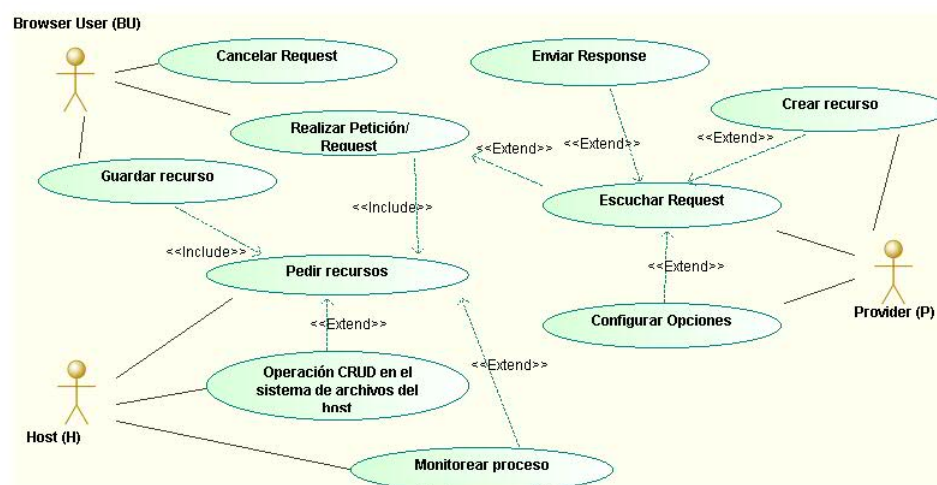 Browser User (BU)
Cancelar Request
Enviar Response
Crear recurso
Realizar Petición/
Request
<<Extend>>
<<Extend>>
<<Extend>>
Guardar recurso
Escuchar Request
<<Include>>
<<Include>>
Pedir recursos
<<Extend>>
Provider (P)
<<Extend>>
Configurar Opciones
Operación CRUD en el
sistema de archivos del
host
<<Extend>>
Host (H)
Monitorear proceso